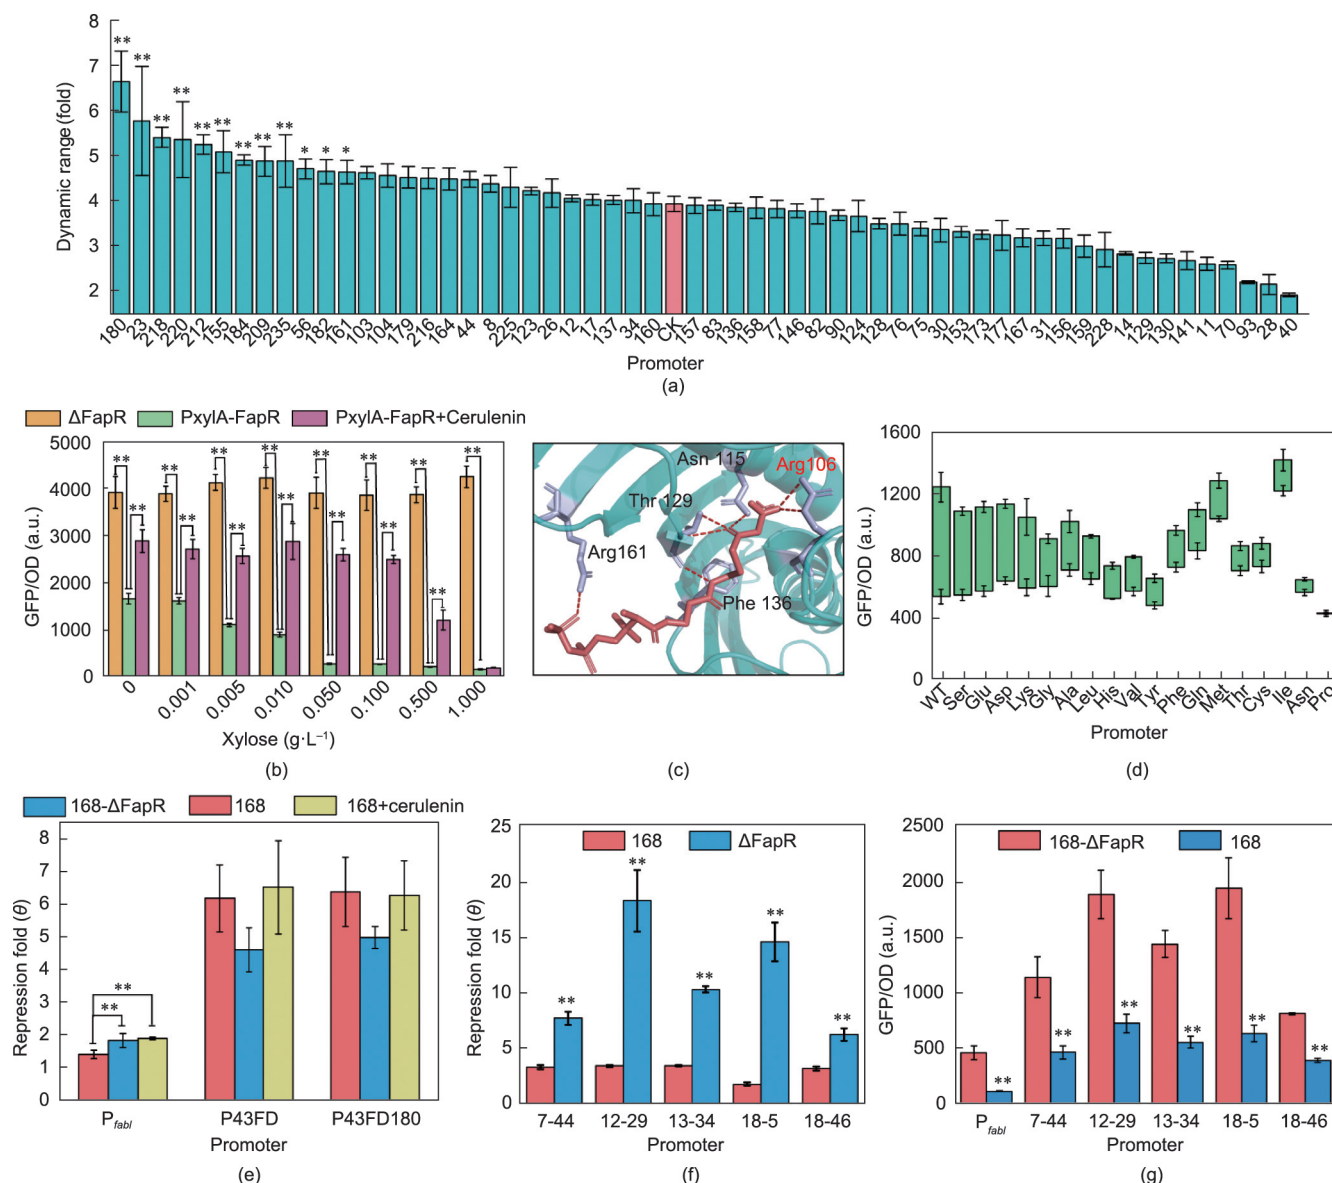 8
7
6
5
4
3
2
Dynamic range (fold)
** ** ** ** ** ** ** ** ** * * *
180 23 218 220 212 155 184 209 235 56 182 161 103 104 179 216 164 44 8 225 123 26 12 17 137 34 160 CK 157 83 136 158 77 146 82 90 124 128 76 75 30 153 173 177 167 31 156 159 228 14 129 130 141 11 70 93 28 40
Promoter
(a)
ΔFapR PxylA-FapR PxylA-FapR+Cerulenin
5000
4000
3000
2000
1000
0
GFP/OD (a.u.)
** ** ** ** ** ** ** **
** ** ** ** ** ** **
0 0.001 0.005 0.010 0.050 0.100 0.500 1.000
Xylose (g·L⁻¹)
(b)
Asn 115
Arg106
Thr 129
Arg161
Phe 136
(c)
1600
1200
800
400
0
GFP/OD (a.u.)
WT Ser Glu Asp Lys Gly Ala Leu His Val Tyr Phe Gln Met Thr Cys Ile Asn Pro
Promoter
(d)
168-ΔFapR 168 168+cerulenin
8
7
6
5
4
3
2
1
0
Repression fold (θ)
**
**
P_fabI P43FD P43FD180
Promoter
(e)
25
20
15
10
5
0
Repression fold (θ)
168 ΔFapR
** ** ** ** **
7-44 12-29 13-34 18-5 18-46
Promoter
(f)
2500
2000
1500
1000
500
0
GFP/OD (a.u.)
168-ΔFapR 168
** ** ** ** ** **
P_fabI 7-44 12-29 13-34 18-5 18-46
Promoter
(g)